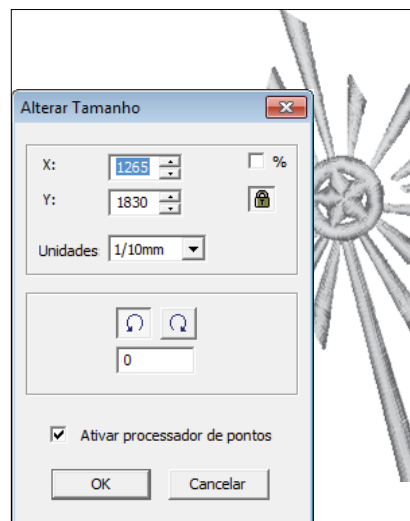 Alterar Tamanho
X: 1265 %
Y: 1830
Unidades 1/10mm
0
Ativar processador de pontos
OK Cancelar